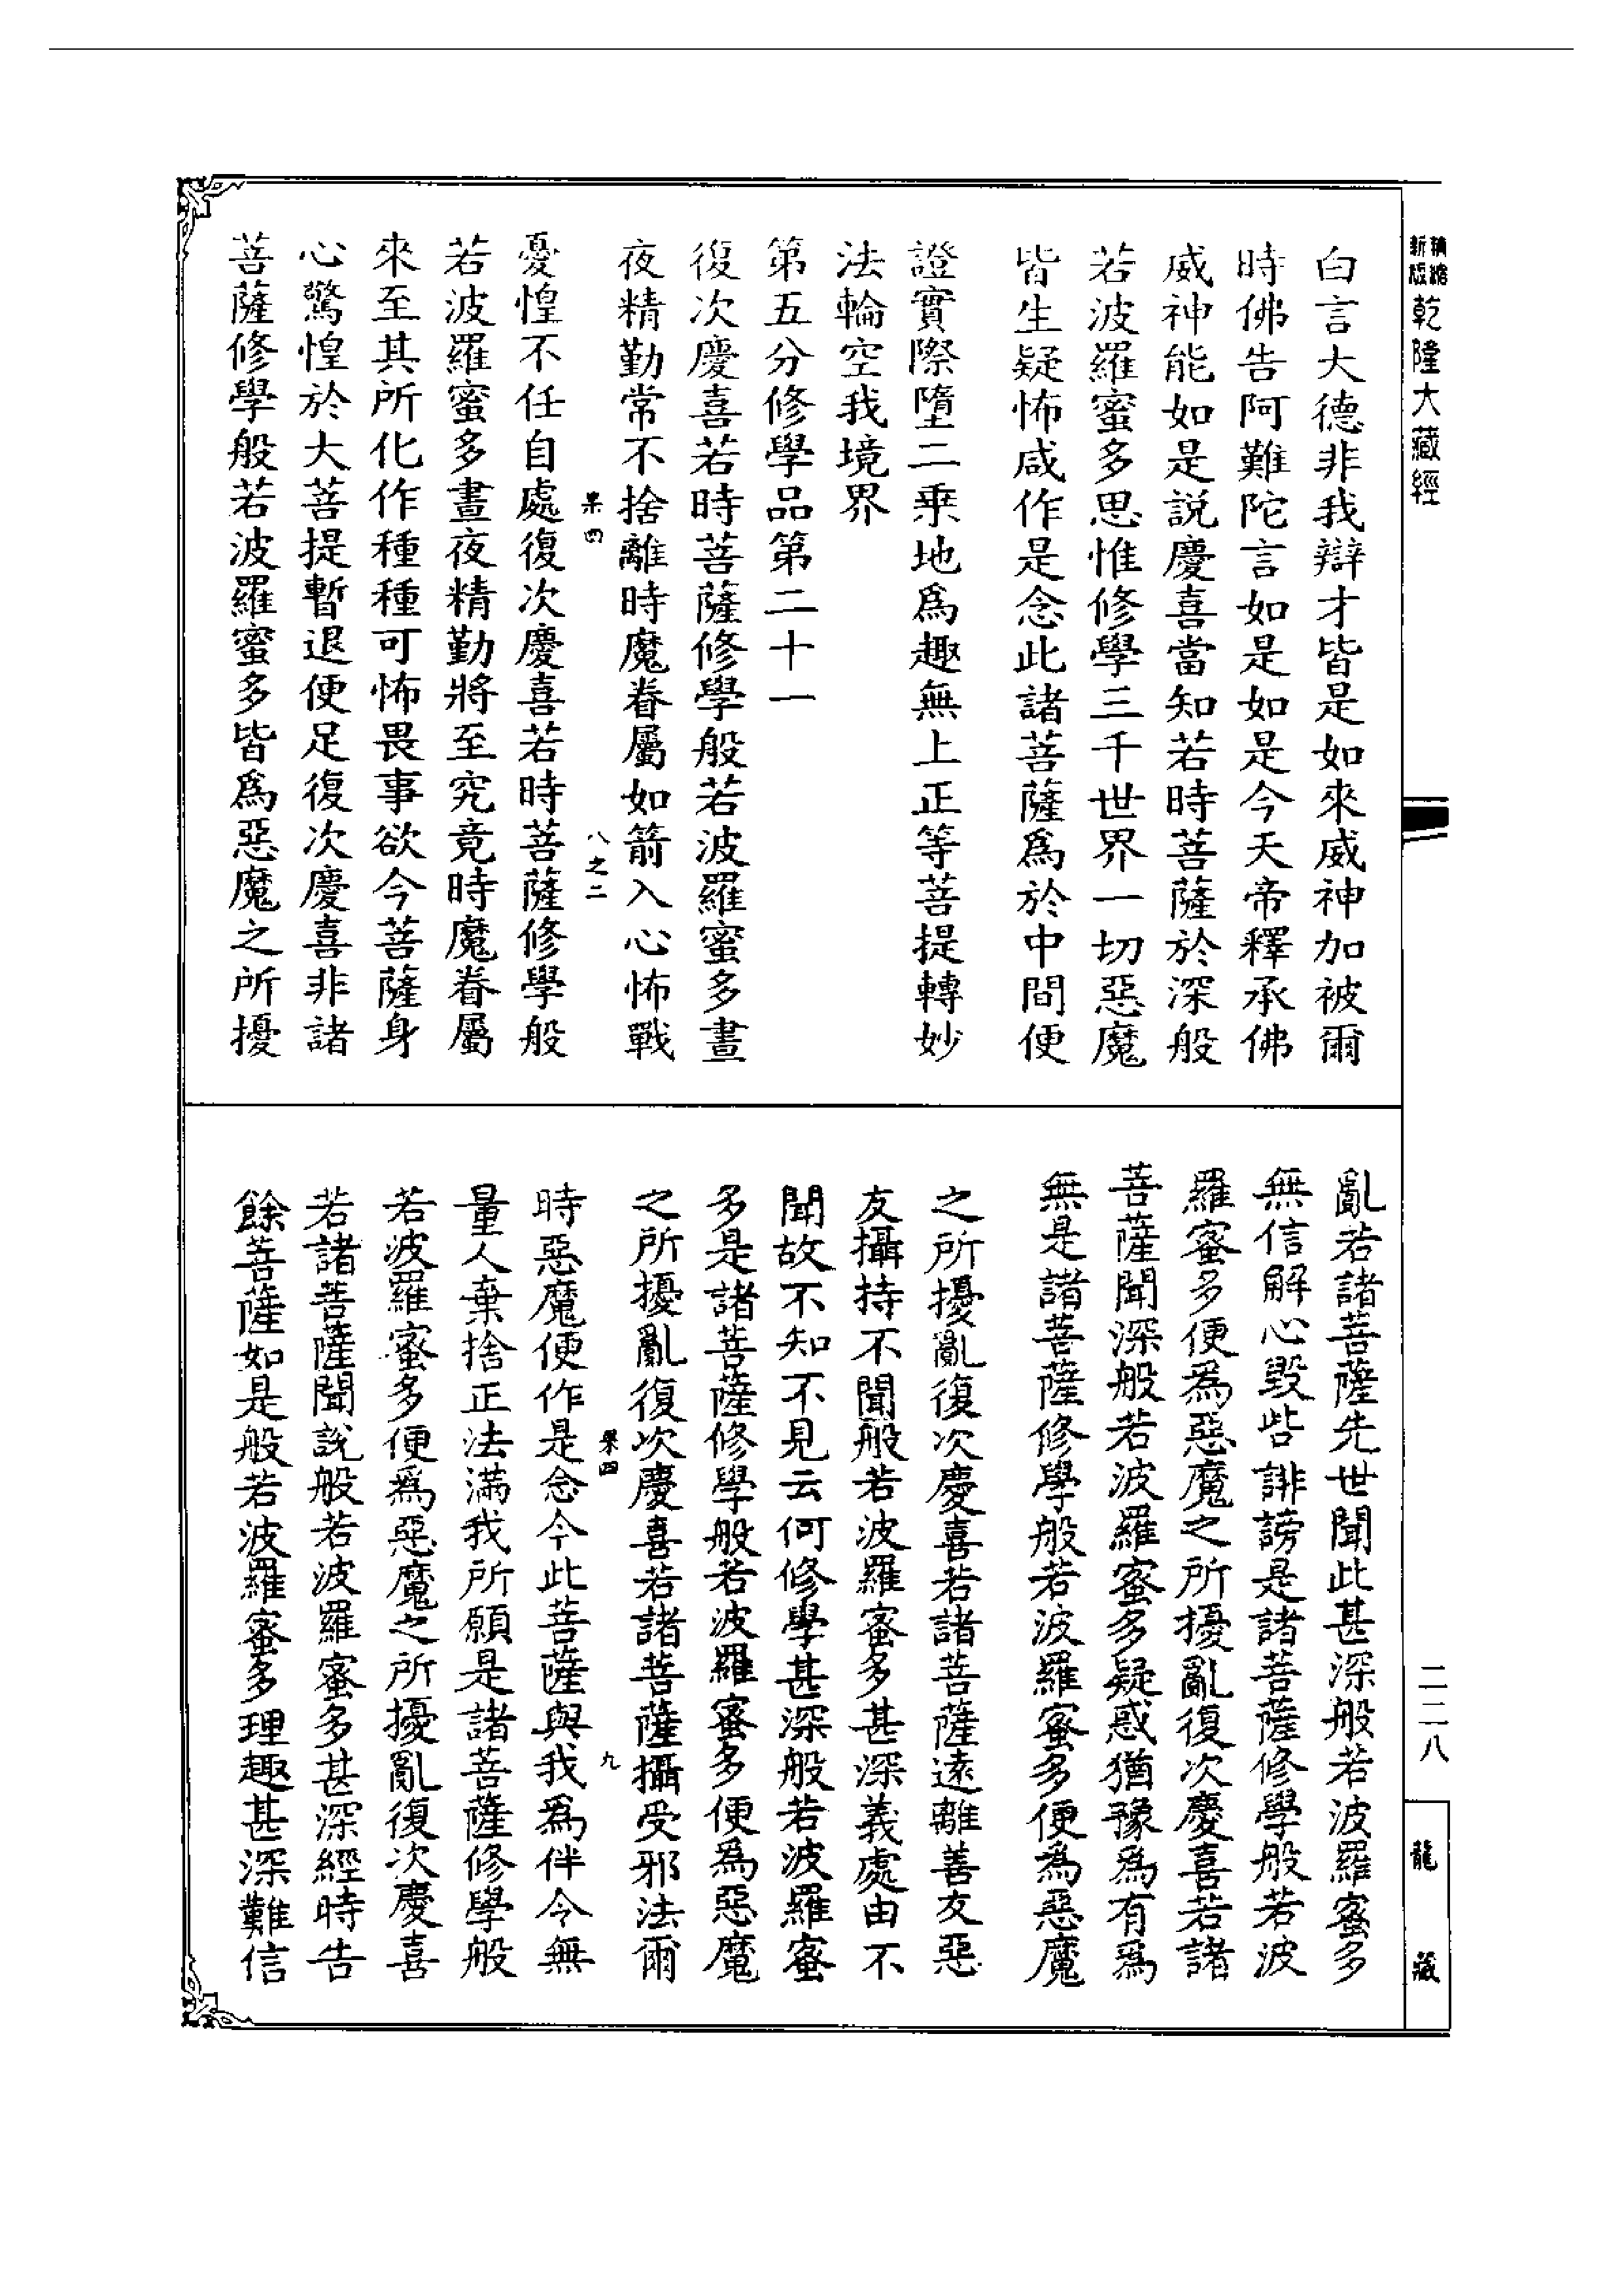 乾隆大藏經
白言大德非我辯才皆是如來威神加被爾
時佛告阿難陀言如是如是今天帝釋承佛
威神能如是說慶喜當知若時菩薩於深般
若波羅蜜多思惟修學三千世界一切惡魔
皆生疑怖咸作是念此諸菩薩爲於中間便
證實際墮二乘地爲趣無上正等菩提轉妙
法輪空我境界
第五分修學品第二十一
復次慶喜若時菩薩修學般若波羅蜜多晝
夜精勤常不捨離時魔眷屬如箭入心怖戰
八之二
憂惶不任自處復次慶喜若時菩薩修學般
若波羅蜜多晝夜精勤將至究竟時魔眷屬
來至其所化作種種可怖畏事欲令菩薩身
心驚惶於大菩提暫退便足復次慶喜非諸
菩薩修學般若波羅蜜多皆爲惡魔之所擾
亂若諸菩薩先世聞此甚深般若波羅蜜多
無信解心毀呰誹謗是諸菩薩修學般若波
羅蜜多便爲惡魔之所擾亂復次慶喜若諸
菩薩聞深般若波羅蜜多疑惑猶豫爲有爲
無是諸菩薩修學般若波羅蜜多便爲惡魔
之所擾亂復次慶喜若諸菩薩遠離善友惡
友攝持不聞般若波羅蜜多甚深義處由不
聞故不知不見云何修學甚深般若波羅蜜
多是諸菩薩修學般若波羅蜜多便爲惡魔
之所擾亂復次慶喜若諸菩薩攝受邪法爾
九
時惡魔便作是念今此菩薩與我爲伴令無
量人棄捨正法滿我所願是諸菩薩修學般
若波羅蜜多便爲惡魔之所擾亂復次慶喜
若諸菩薩聞說般若波羅蜜多甚深經時告
餘菩薩如是般若波羅蜜多理趣甚深難信
二二八
龍藏